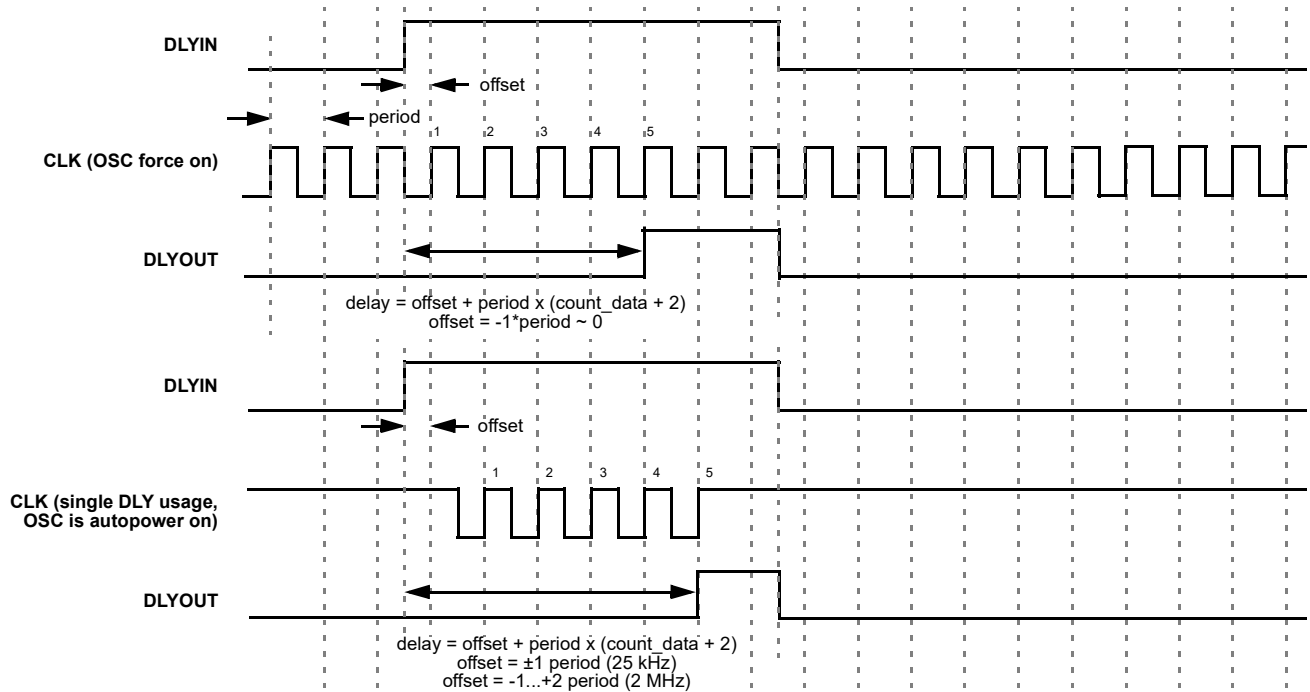 DLYIN
offset
period
1 2 3 4 5
CLK (OSC force on)
DLYOUT
delay = offset + period x (count_data + 2)
offset = -1*period ~ 0
DLYIN
offset
1 2 3 4 5
CLK (single DLY usage,
OSC is autopower on)
DLYOUT
delay = offset + period x (count_data + 2)
offset = ±1 period (25 kHz)
offset = -1...+2 period (2 MHz)